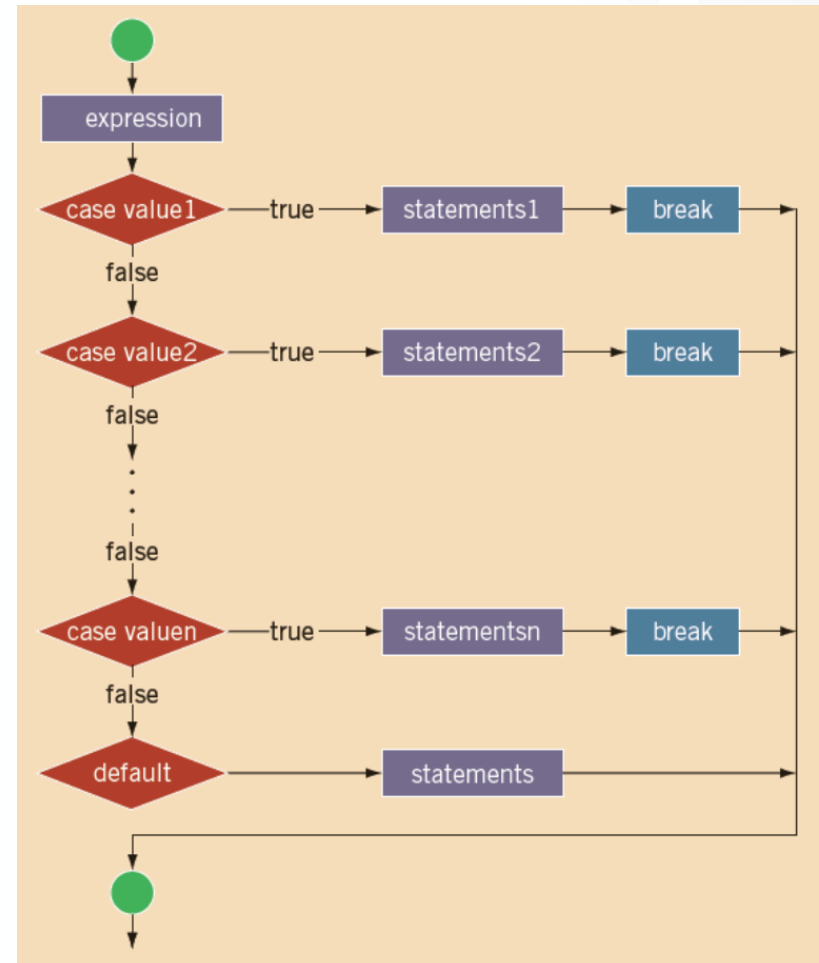 expression
case value1
true
statements1
break
false
case value2
true
statements2
break
false
false
case valuen
true
statementsn
break
false
default
statements